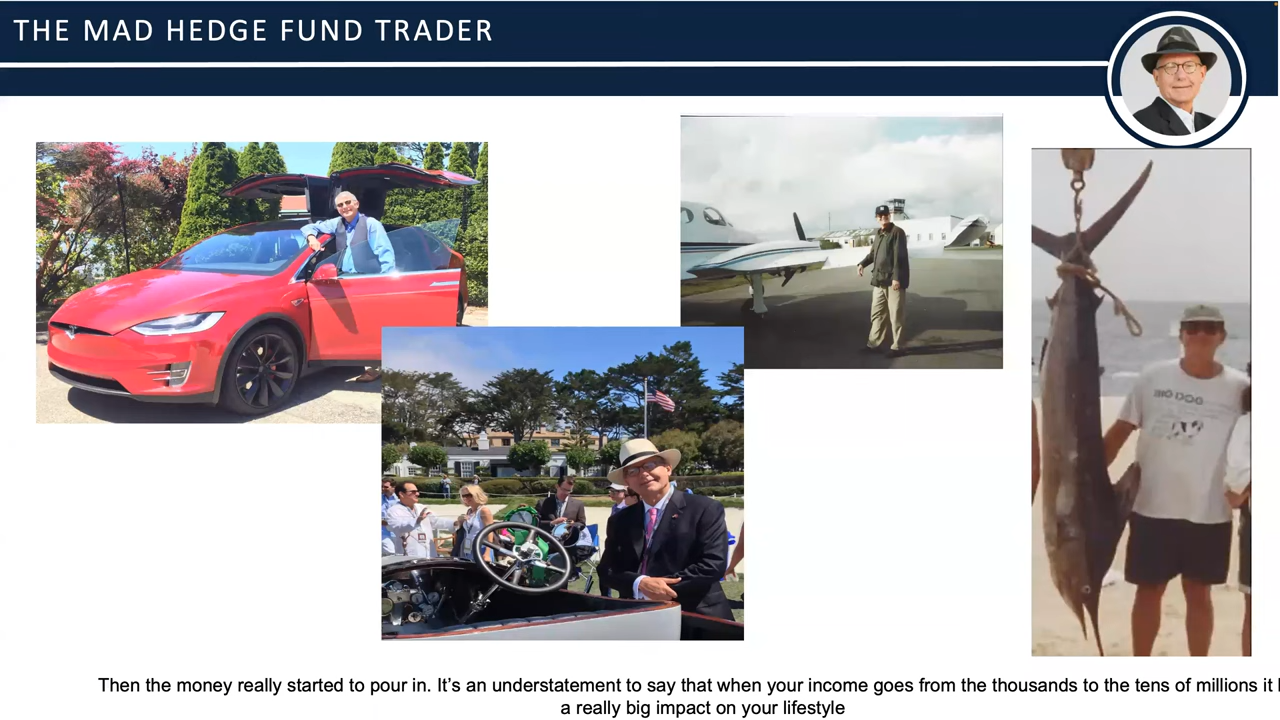 THE MAD HEDGE FUND TRADER
BIG DOG
Then the money really started to pour in. It’s an understatement to say that when your income goes from the thousands to the tens of millions it
a really big impact on your lifestyle